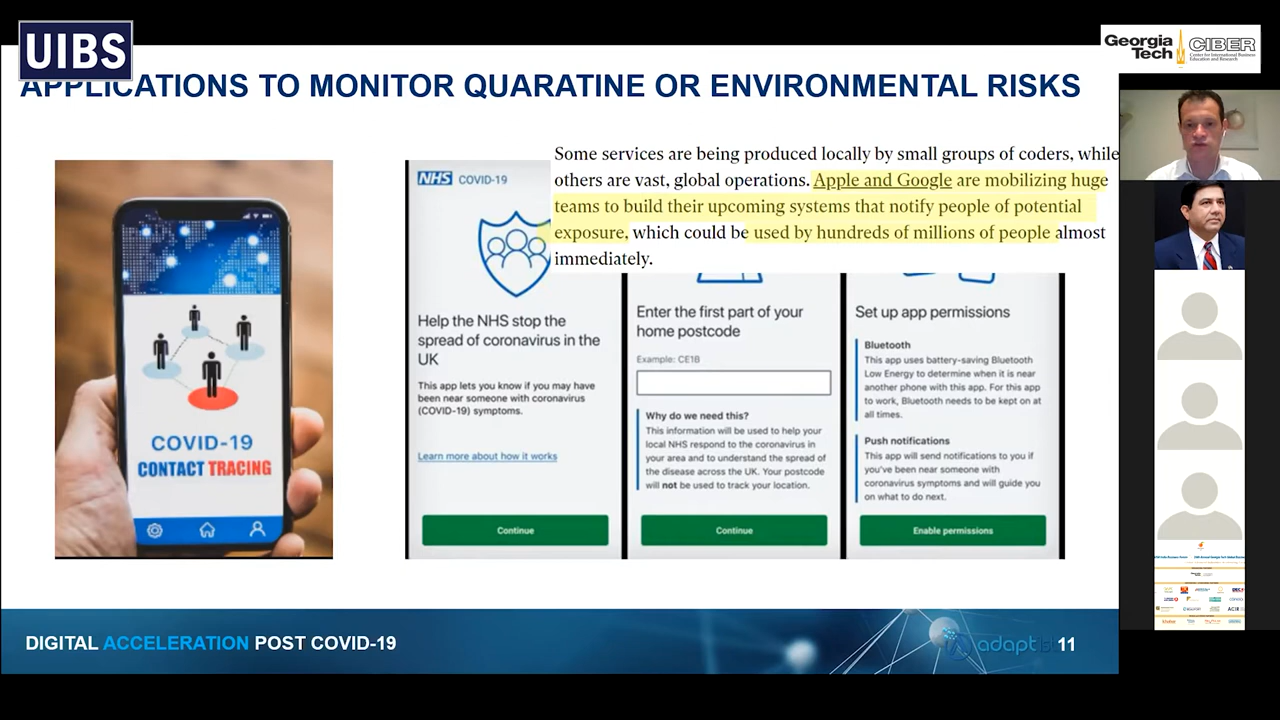 UIBS
Georgia Tech
CIBER
Center for International Business
Education and Research
APPLICATIONS TO MONITOR QUARATINE OR ENVIRONMENTAL RISKS
Some services are being produced locally by small groups of coders, while
others are vast, global operations. Apple and Google are mobilizing huge
teams to build their upcoming systems that notify people of potential
exposure, which could be used by hundreds of millions of people almost
immediately.
COVID-19
CONTACT TRACING
NHS COVID-19
Help the NHS stop the
spread of coronavirus in the
UK
This app lets you know if you may have
been near someone with coronavirus
(COVID-19) symptoms.
Learn more about how it works
Continue
Enter the first part of your
home postcode
Example: CE1B
Why do we need this?
This information will be used to help your
local NHS respond to the coronavirus in
your area and to understand the spread of
the disease across the UK. Your postcode
will not be used to track your location.
Continue
Set up app permissions
Bluetooth
This app uses battery-saving Bluetooth
Low Energy to determine when it is near
another phone with this app. For this app
to work, Bluetooth needs to be kept on at
all times.
Push notifications
This app will send notifications to you if
you've been near someone with
coronavirus symptoms and will guide you
on what to do next.
Enable permissions
DIGITAL ACCELERATION POST COVID-19
adapt
11